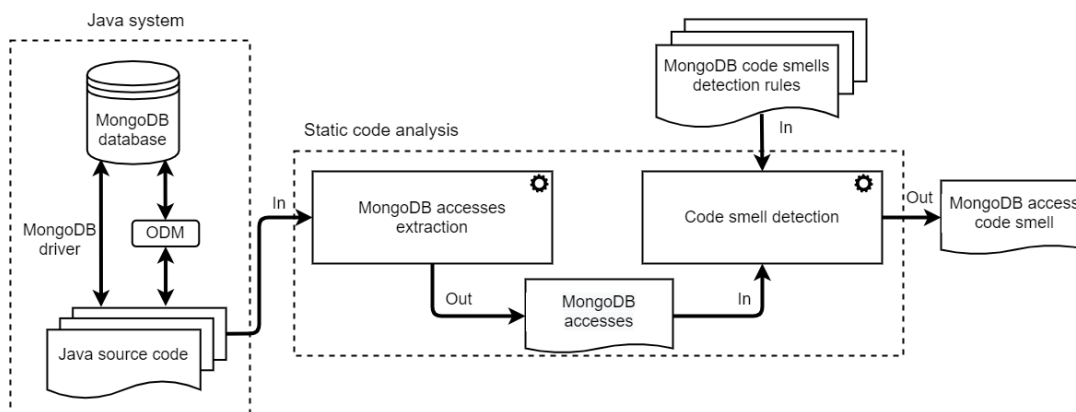 Java system
MongoDB
database
MongoDB
driver
ODM
Java source code
In
Static code analysis
MongoDB accesses
extraction
Out
MongoDB
accesses
In
MongoDB code smells
detection rules
In
Code smell detection
Out
MongoDB access
code smell